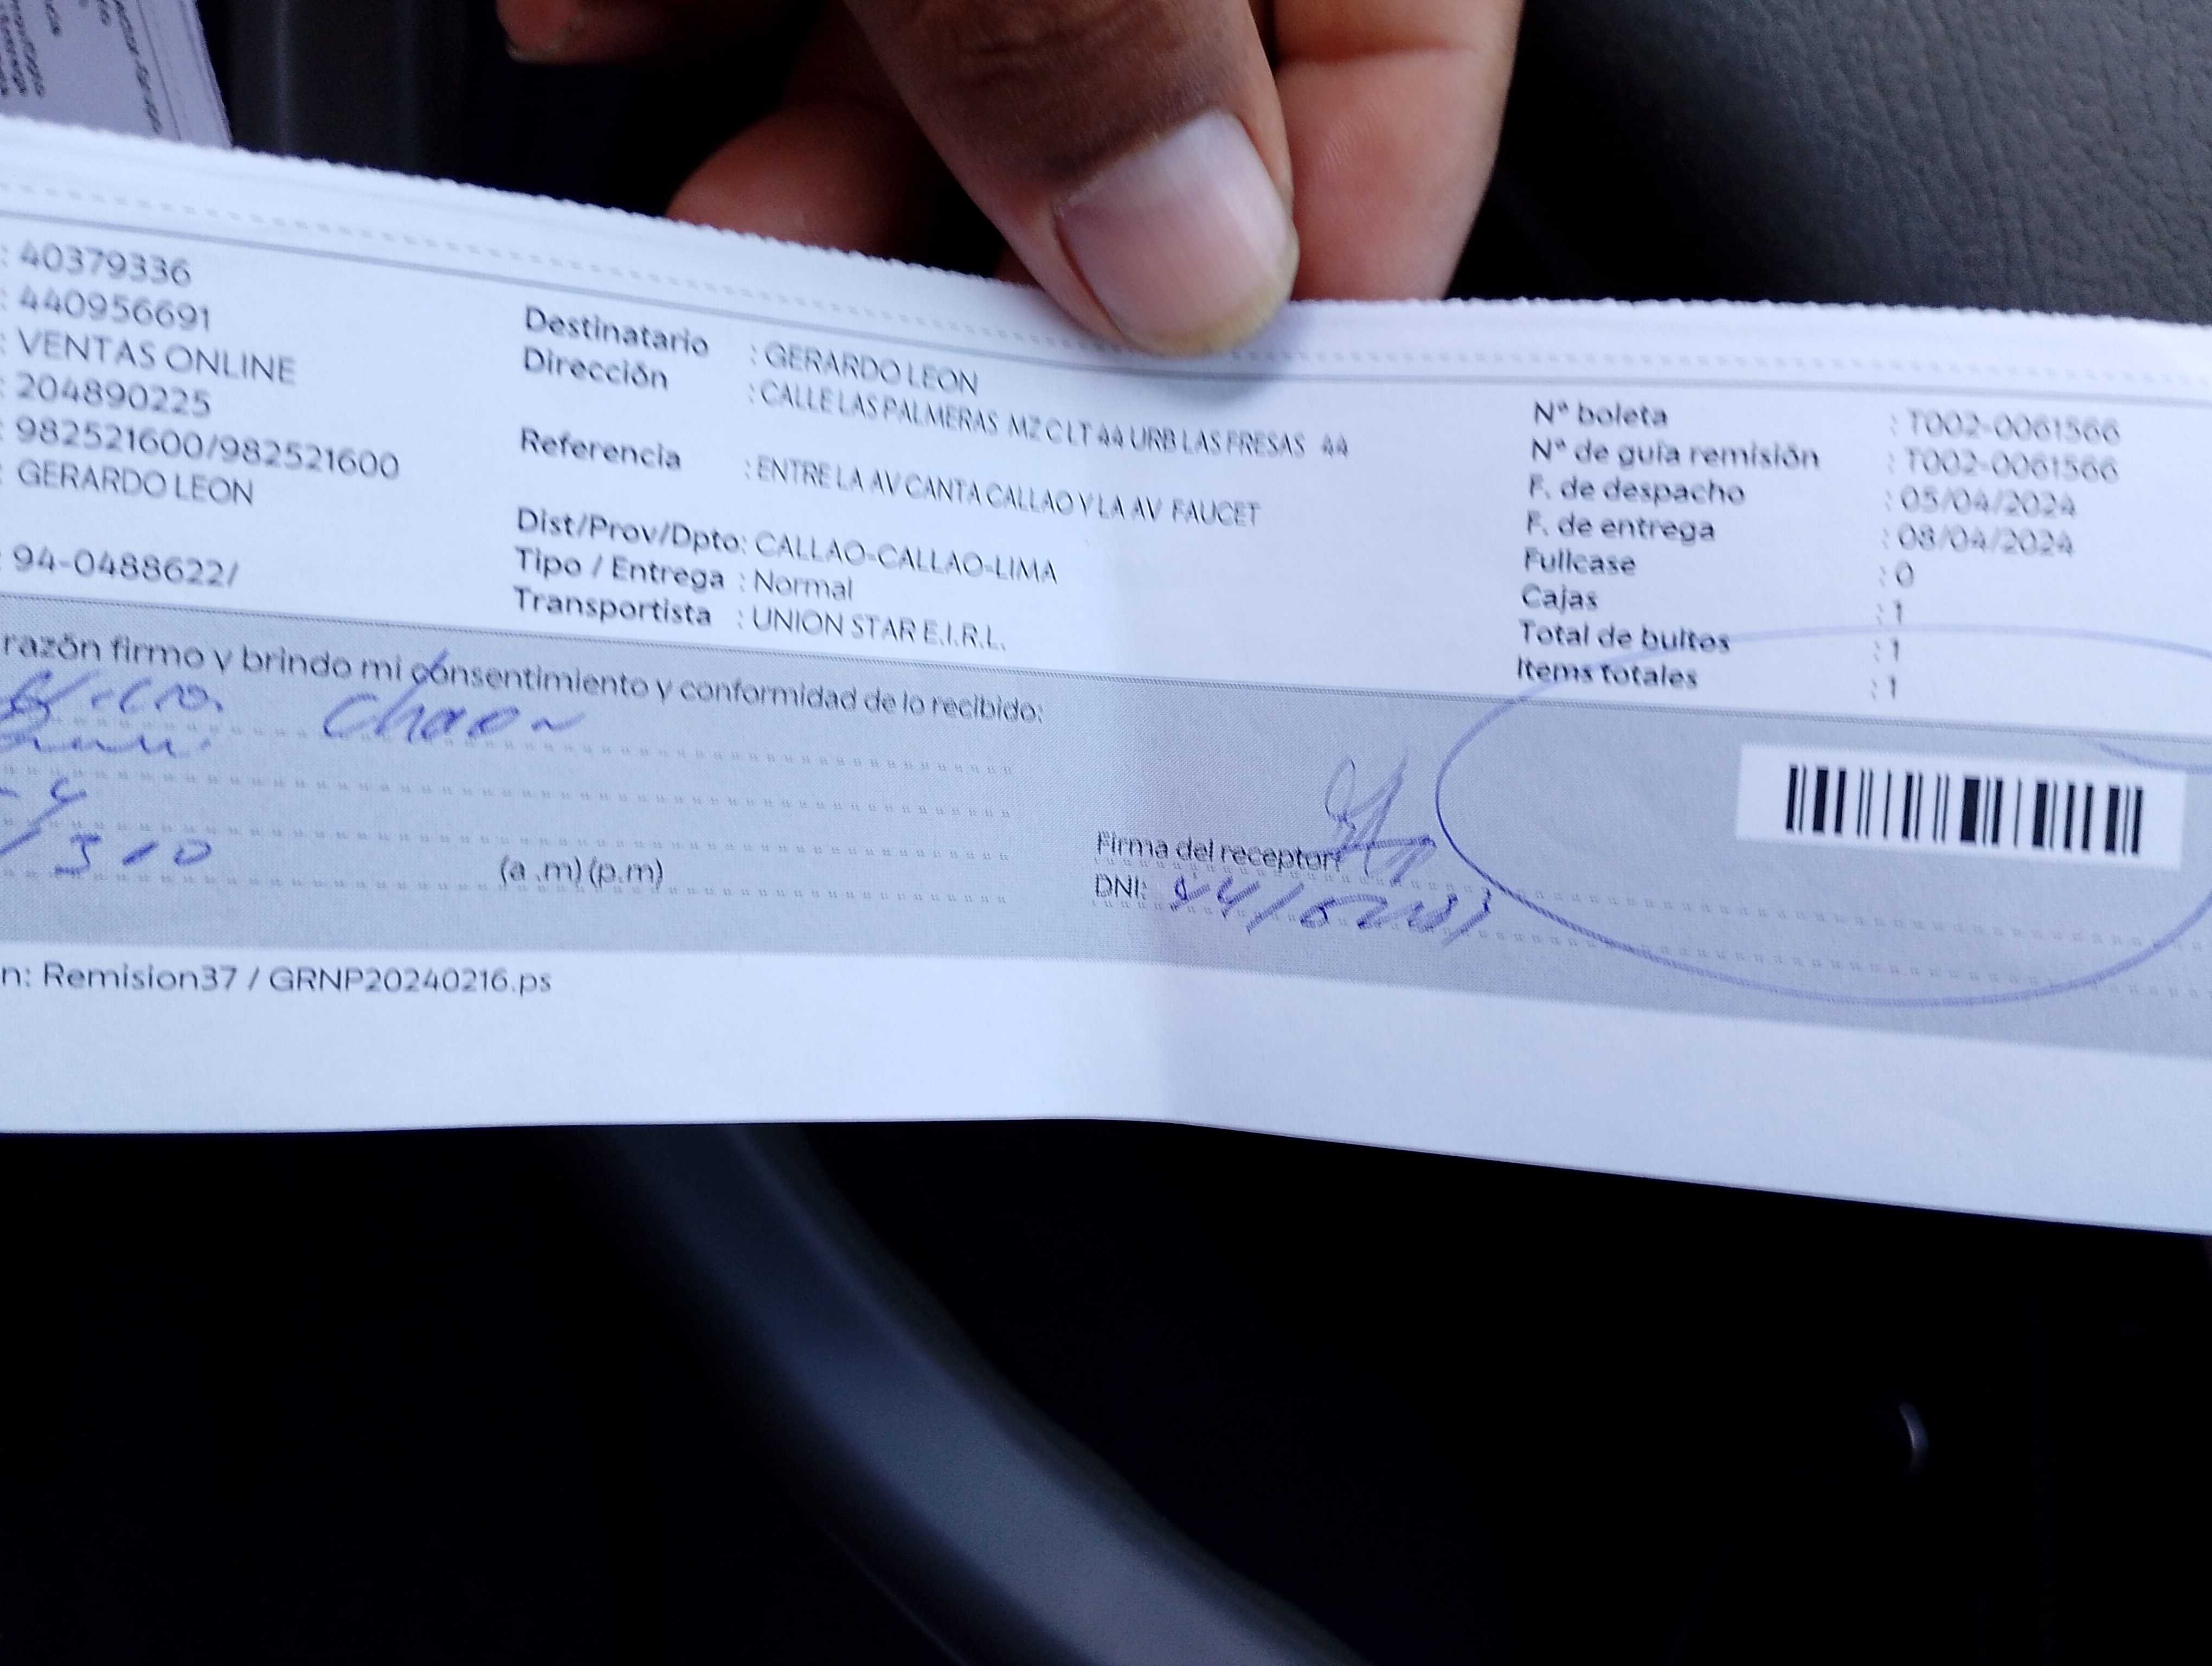 : 40379336
: 440956691
: VENTAS ONLINE
: 204890225
: 982521600/982521600
: GERARDO LEON
: 94-0488622/
Destinatario : GERARDO LEON
Dirección : CALLE LAS PALMERAS MZ C LT 44 URB LAS FRESAS 44
Referencia : ENTRE LA AV CANTA CALLAO Y LA AV FAUCET
Dist/Prov/Dpto: CALLAO-CALLAO-LIMA
Tipo / Entrega : Normal
Transportista : UNION STAR E.I.R.L.
Nº boleta : T002-0061566
Nº de guía remisión : T002-0061566
F. de despacho : 05/04/2024
F. de entrega : 08/04/2024
Fullcase : 0
Cajas : 1
Total de bultos : 1
Items totales : 1
razón firmo y brindo mi consentimiento y conformidad de lo recibido:
(a .m) (p.m)
Firma del receptor:
DNI:
n: Remision37 / GRNP20240216.ps